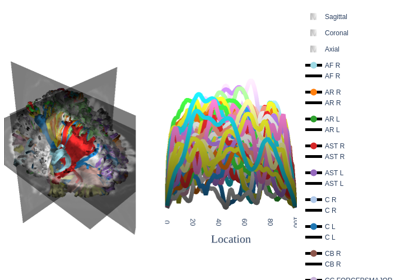 Sagittal
Coronal
Axial
AF R
AF R
AR R
AR R
AR L
AR L
AST R
AST R
AST L
AST L
C R
C R
C L
C L
CB R
CB R
0
20
40
60
80
100
Location